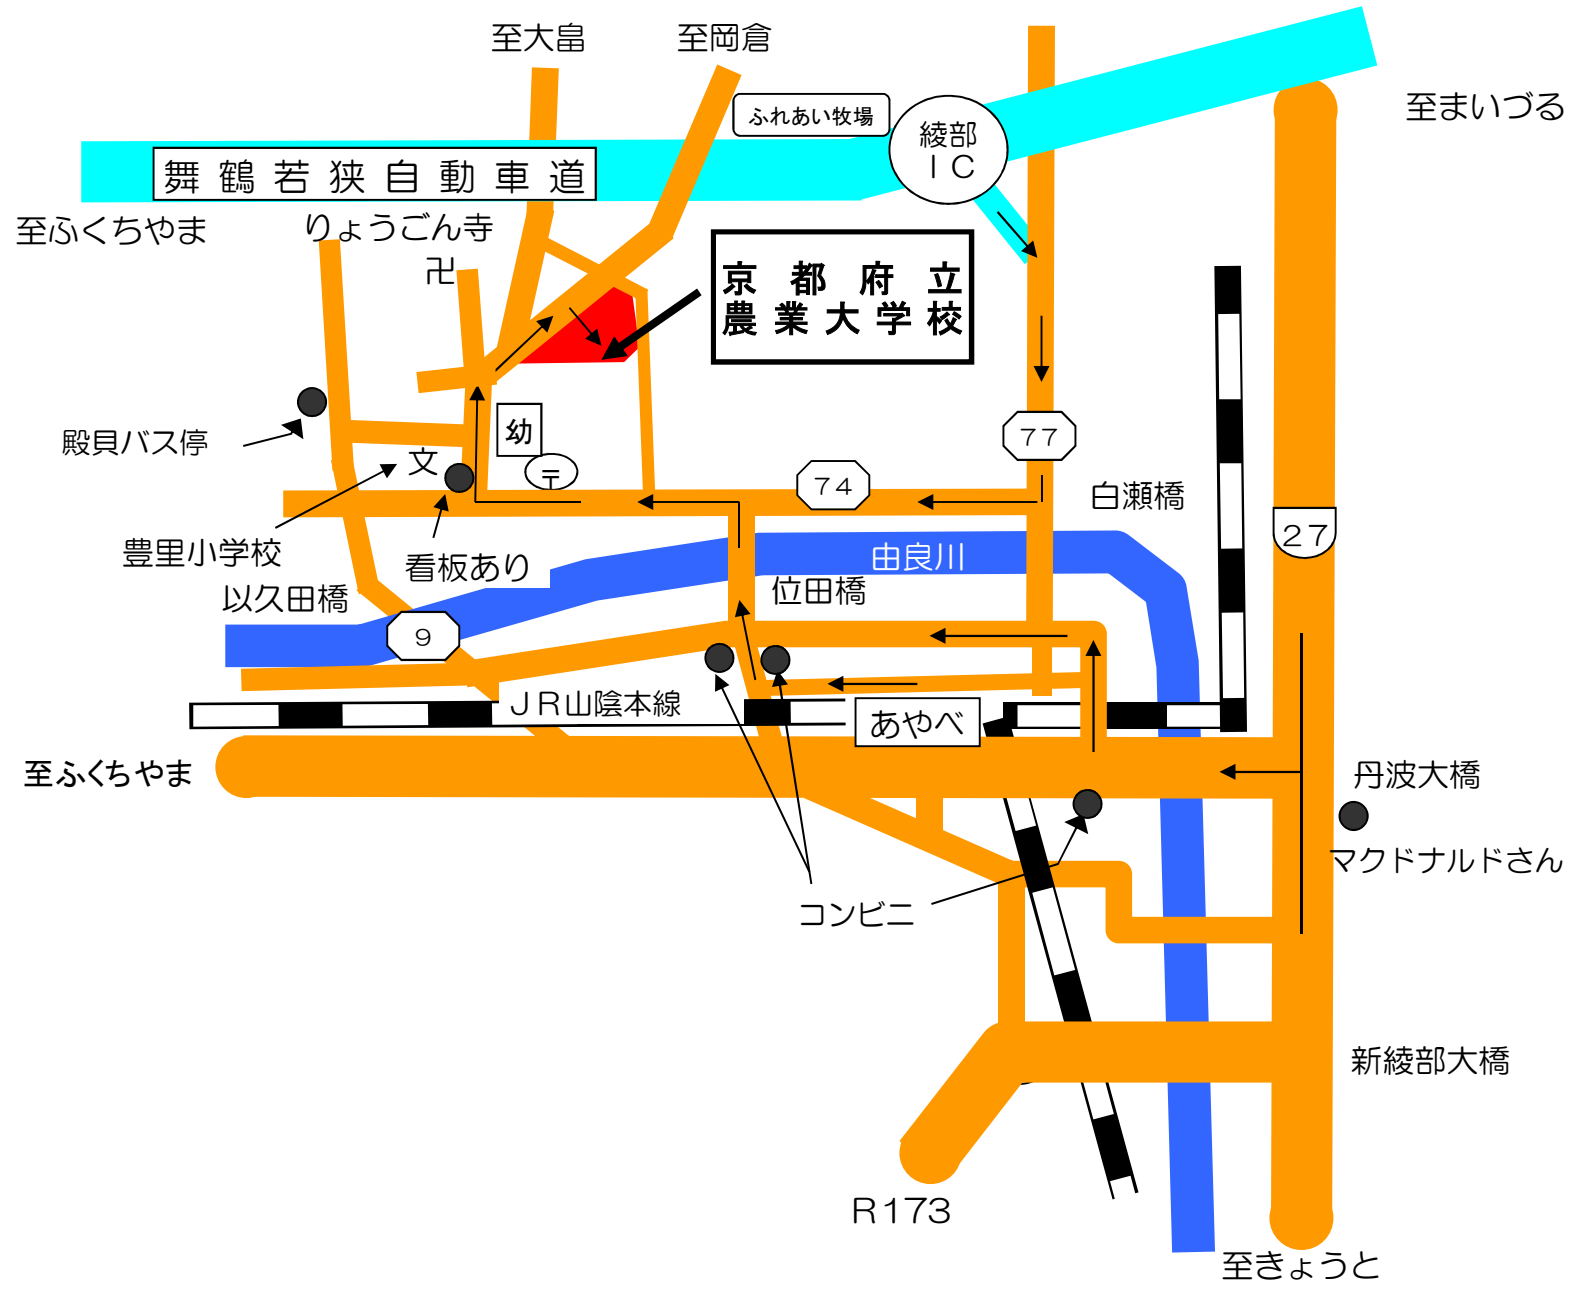 至大畠
至岡倉
ふれあい牧場
綾部
IC
至まいづる
舞鶴若狭自動車道
至ふくちやま
りょうごん寺
卍
京都府立
農業大学校
殿貝バス停
幼
文
〒
77
74
白瀬橋
27
豊里小学校
看板あり
由良川
以久田橋
位田橋
9
JR山陰本線
あやべ
至ふくちやま
丹波大橋
マクドナルドさん
コンビニ
新綾部大橋
R173
至きょうと